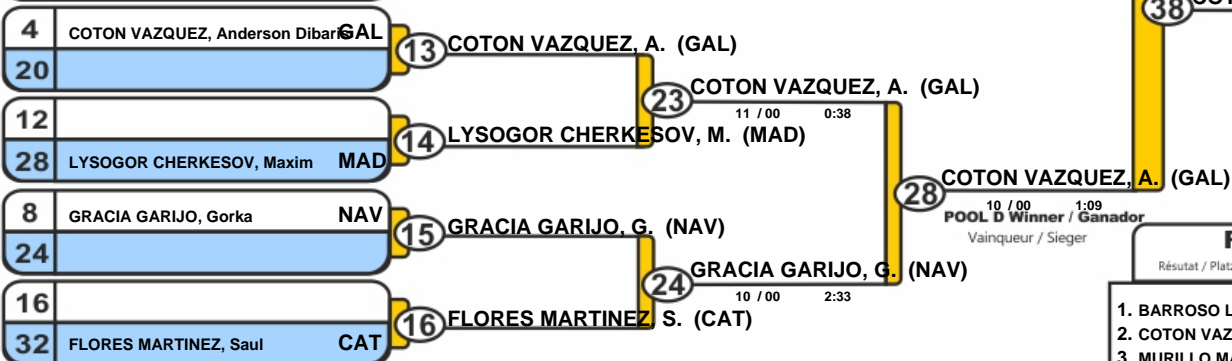 38
4 COTON VAZQUEZ, Anderson Dibaris GAL
20
13 COTON VAZQUEZ, A. (GAL)
12
28 LYSOGOR CHERKESOV, Maxim MAD
14 LYSOGOR CHERKESOV, M. (MAD)
23 COTON VAZQUEZ, A. (GAL)
11 / 00 0:38
8 GRACIA GARIJO, Gorka NAV
24
15 GRACIA GARIJO, G. (NAV)
16
32 FLORES MARTINEZ, Saul CAT
16 FLORES MARTINEZ, S. (CAT)
24 GRACIA GARIJO, G. (NAV)
10 / 00 2:33
28 COTON VAZQUEZ, A. (GAL)
10 / 00 1:09
POOL D Winner / Ganador
Vainqueur / Sieger
Résutat / Platz
1. BARROSO L
2. COTON VAZ
3. MURILLO M